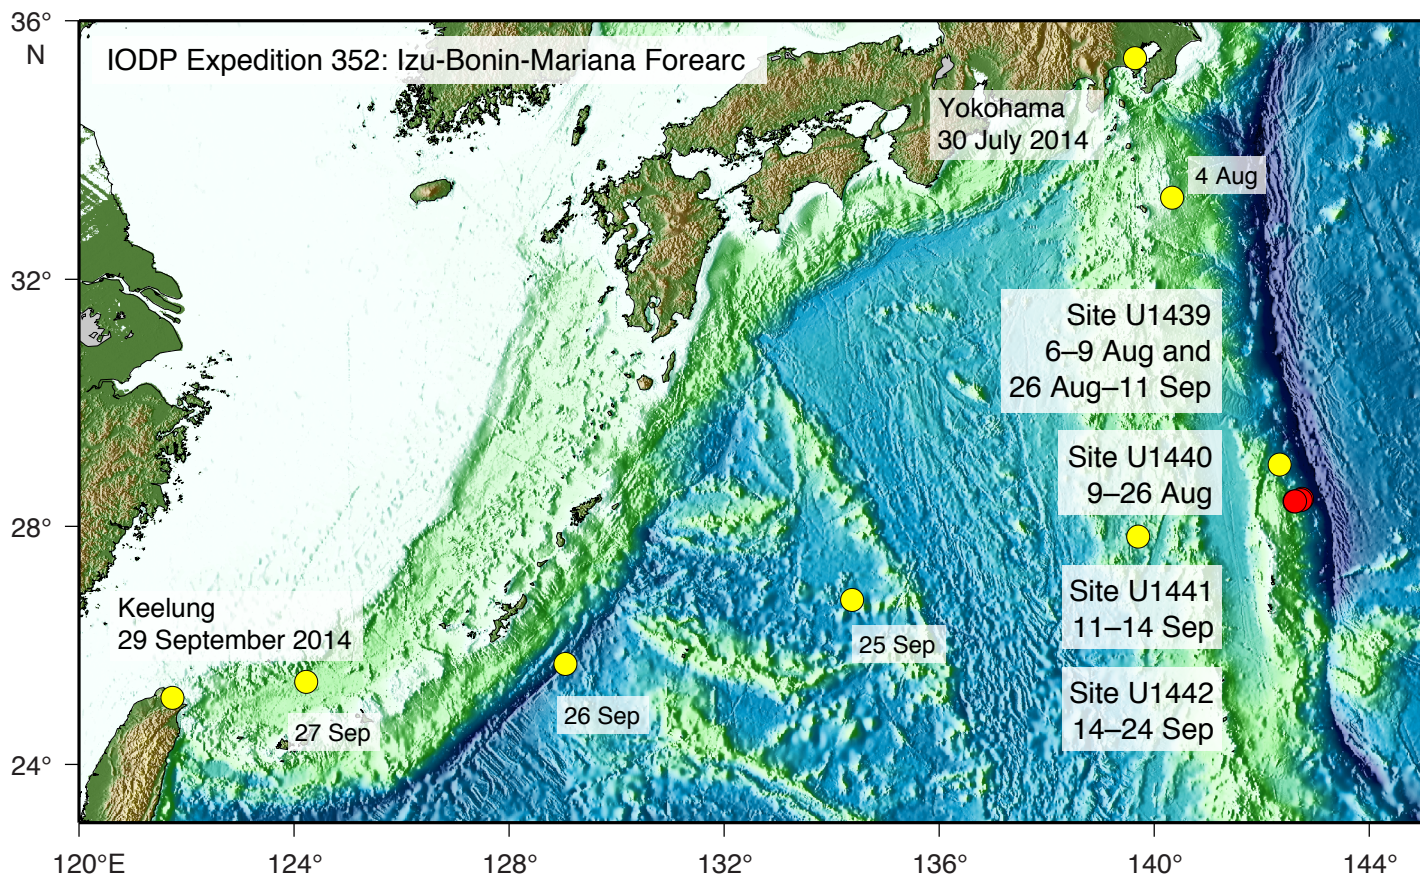 36°
N
IODP Expedition 352: Izu-Bonin-Mariana Forearc
Yokohama
30 July 2014
4 Aug
32°
Site U1439
6–9 Aug and
26 Aug–11 Sep
Site U1440
9–26 Aug
28°
Site U1441
11–14 Sep
Keelung
29 September 2014
25 Sep
Site U1442
14–24 Sep
26 Sep
27 Sep
24°
120°E
124°
128°
132°
136°
140°
144°